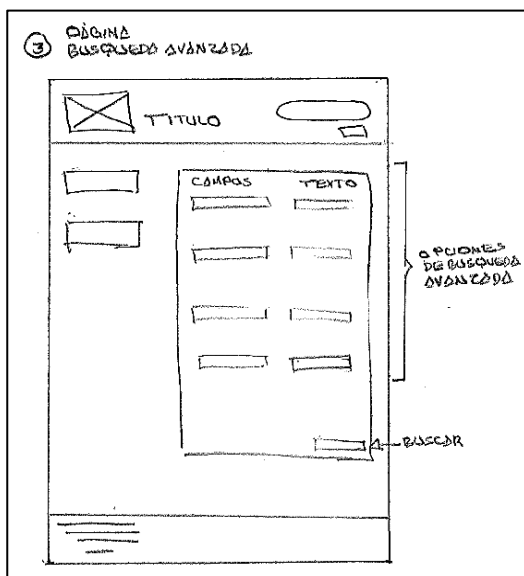 3 PÁGINA
BUSQUEDA AVANZADA
TITULO
CAMPOS TEXTO
OPCIONES
DE BUSQUEDA
AVANZADA
BUSCAR